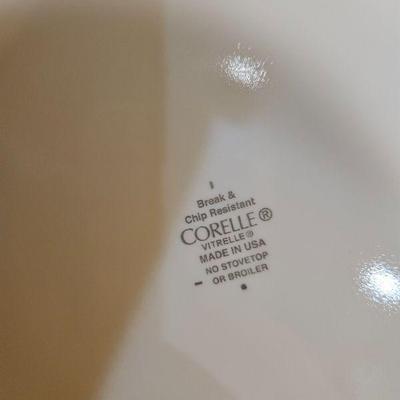 Break &
Chip Resistant
CORELLE®
VITRELLE®
MADE IN USA
NO STOVETOP
OR BROILER